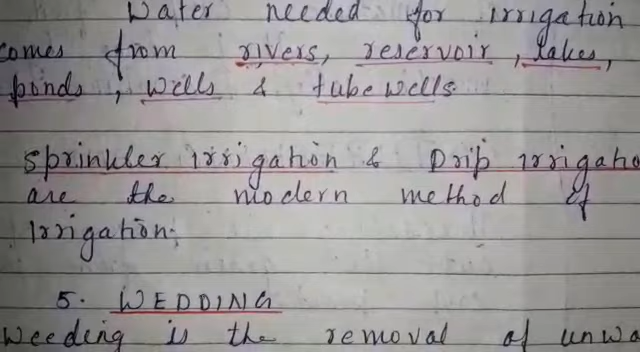 Water needed for irrigation
comes from rivers, reservoir, lakes,
ponds, wells & tubewells.
Sprinkler irrigation & Drip irrigatio
are the modern method of
Irrigation.
5. WEDDING
Weeding is the removal of unwa